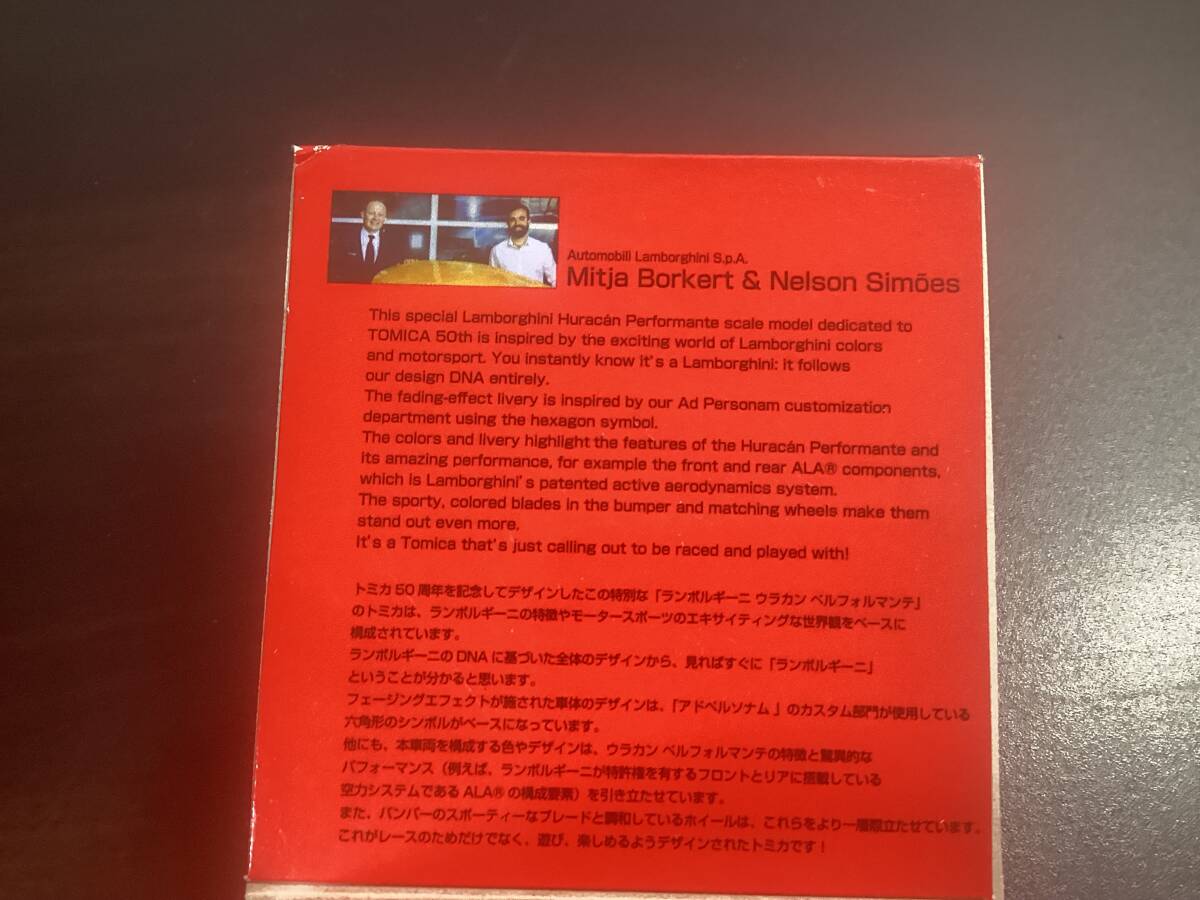 Automobili Lamborghini S.p.A.
Mitja Borkert & Nelson Simões
This special Lamborghini Huracán Performante scale model dedicated to
TOMICA 50th is inspired by the exciting world of Lamborghini colors
and motorsport. You instantly know it's a Lamborghini: it follows
our design DNA entirely.
The fading-effect livery is inspired by our Ad Personam customization
department using the hexagon symbol.
The colors and livery highlight the features of the Huracán Performante and
its amazing performance, for example the front and rear ALA® components,
which is Lamborghini's patented active aerodynamics system.
The sporty, colored blades in the bumper and matching wheels make them
stand out even more.
It's a Tomica that's just calling out to be raced and played with!
トミカ 50 周年を記念してデザインしたこの特別な「ランボルギーニ ウラカン ペルフォルマンテ」
のトミカは、ランボルギーニの特徴やモータースポーツのエキサイティングな世界観をベースに
構成されています。
ランボルギーニの DNA に基づいた全体のデザインから、見ればすぐに「ランボルギーニ」
ということが分かると思います。
フェージングエフェクトが施された車体のデザインは、「アドペルソナム 」のカスタム部門が使用している
六角形のシンボルがベースになっています。
他にも、本車両を構成する色やデザインは、ウラカン ペルフォルマンテの特徴と驚異的な
パフォーマンス（例えば、ランボルギーニが特許権を有するフロントとリアに搭載している
空力システムである ALA® の構成要素）を引き立たせています。
また、バンパーのスポーティーなブレードと調和しているホイールは、これらをより一層際立たせています。
これがレースのためだけでなく、遊び、楽しめるようデザインされたトミカです！